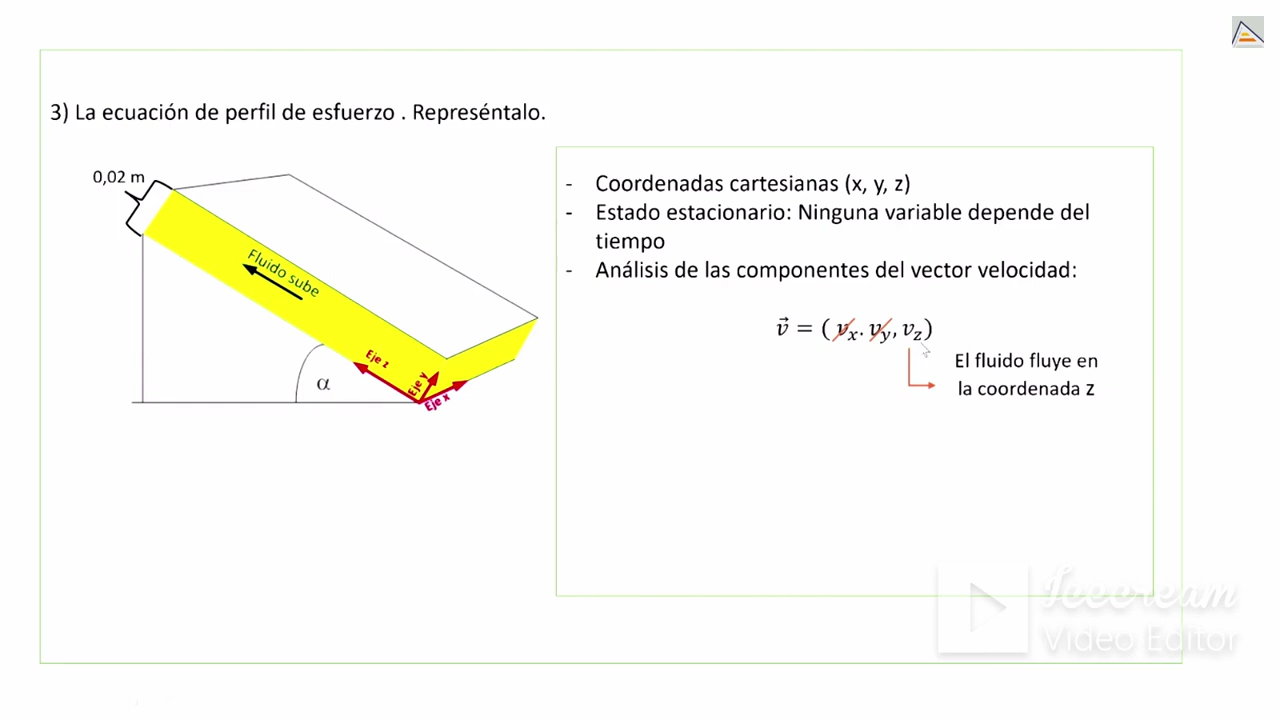 3) La ecuación de perfil de esfuerzo . Represéntalo.
0,02 m
Fluido sube
Eje z
Eje y
Eje x
α
- Coordenadas cartesianas (x, y, z)
- Estado estacionario: Ninguna variable depende del
tiempo
- Análisis de las componentes del vector velocidad:
v⃗ = ( vₓ. v_y, v_z)
El fluido fluye en
la coordenada z
Icecream
Video Editor